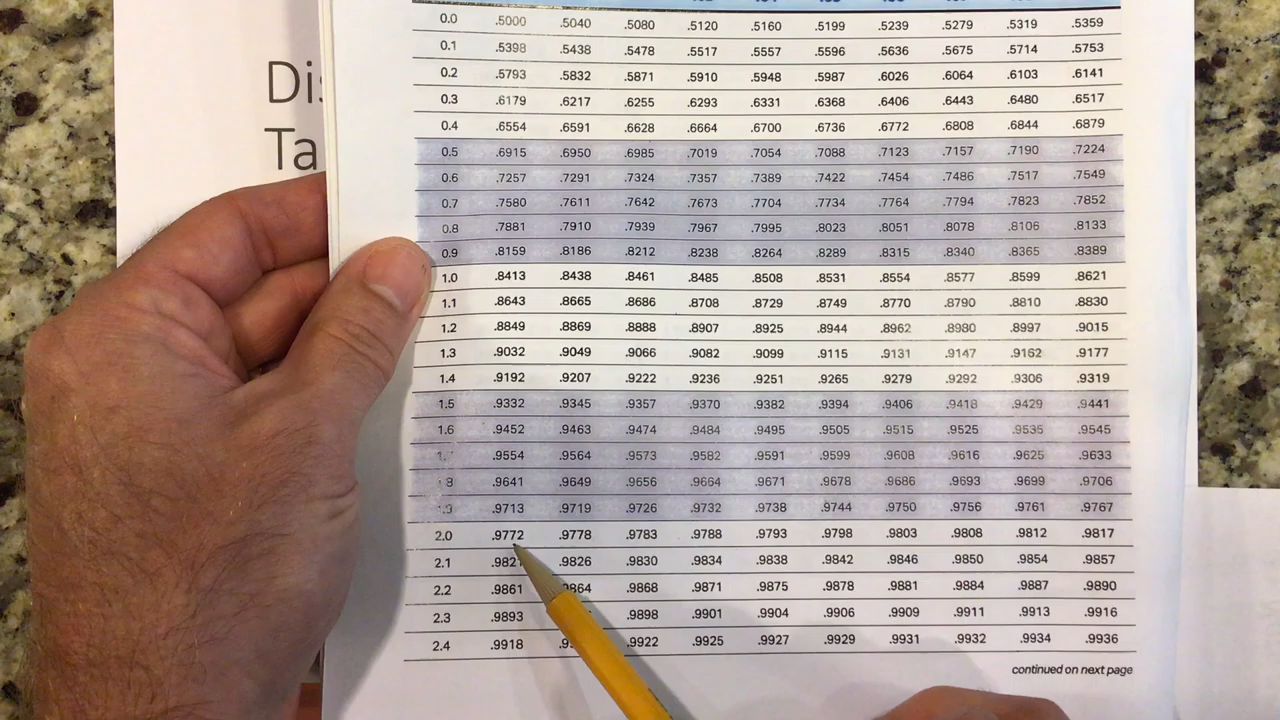 Dis
Ta
0.0 .5000 .5040 .5080 .5120 .5160 .5199 .5239 .5279 .5319 .5359
0.1 .5398 .5438 .5478 .5517 .5557 .5596 .5636 .5675 .5714 .5753
0.2 .5793 .5832 .5871 .5910 .5948 .5987 .6026 .6064 .6103 .6141
0.3 .6179 .6217 .6255 .6293 .6331 .6368 .6406 .6443 .6480 .6517
0.4 .6554 .6591 .6628 .6664 .6700 .6736 .6772 .6808 .6844 .6879
0.5 .6915 .6950 .6985 .7019 .7054 .7088 .7123 .7157 .7190 .7224
0.6 .7257 .7291 .7324 .7357 .7389 .7422 .7454 .7486 .7517 .7549
0.7 .7580 .7611 .7642 .7673 .7704 .7734 .7764 .7794 .7823 .7852
0.8 .7881 .7910 .7939 .7967 .7995 .8023 .8051 .8078 .8106 .8133
0.9 .8159 .8186 .8212 .8238 .8264 .8289 .8315 .8340 .8365 .8389
1.0 .8413 .8438 .8461 .8485 .8508 .8531 .8554 .8577 .8599 .8621
1.1 .8643 .8665 .8686 .8708 .8729 .8749 .8770 .8790 .8810 .8830
1.2 .8849 .8869 .8888 .8907 .8925 .8944 .8962 .8980 .8997 .9015
1.3 .9032 .9049 .9066 .9082 .9099 .9115 .9131 .9147 .9162 .9177
1.4 .9192 .9207 .9222 .9236 .9251 .9265 .9279 .9292 .9306 .9319
1.5 .9332 .9345 .9357 .9370 .9382 .9394 .9406 .9418 .9429 .9441
1.6 .9452 .9463 .9474 .9484 .9495 .9505 .9515 .9525 .9535 .9545
.9554 .9564 .9573 .9582 .9591 .9599 .9608 .9616 .9625 .9633
.9641 .9649 .9656 .9664 .9671 .9678 .9686 .9693 .9699 .9706
.9713 .9719 .9726 .9732 .9738 .9744 .9750 .9756 .9761 .9767
2.0 .9772 .9778 .9783 .9788 .9793 .9798 .9803 .9808 .9812 .9817
2.1 .9826 .9830 .9834 .9838 .9842 .9846 .9850 .9854 .9857
2.2 .9861 .9868 .9871 .9875 .9878 .9881 .9884 .9887 .9890
2.3 .9893 .9898 .9901 .9904 .9906 .9909 .9911 .9913 .9916
2.4 .9918 .9922 .9925 .9927 .9929 .9931 .9932 .9934 .9936
continued on next page